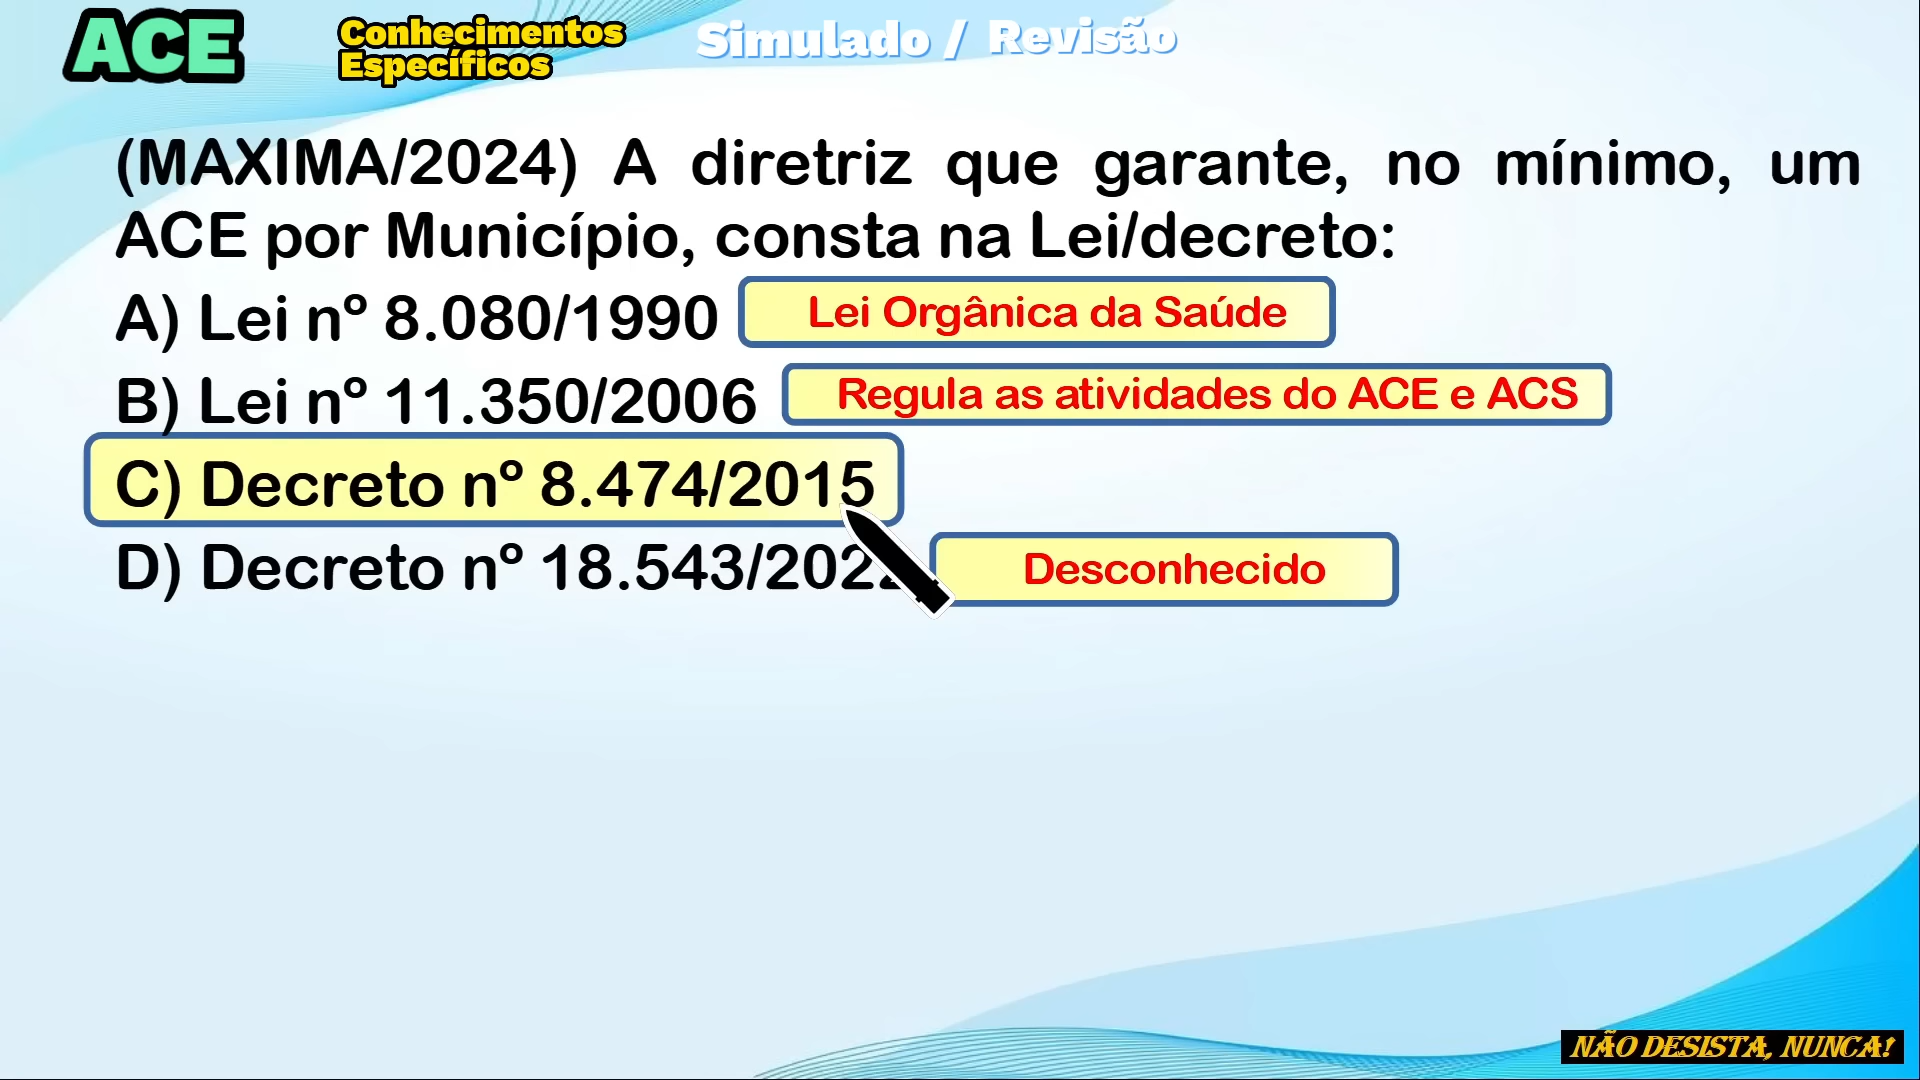 ACE
Conhecimentos
Específicos
Simulado / Revisão
(MAXIMA/2024) A diretriz que garante, no mínimo, um
ACE por Município, consta na Lei/decreto:
A) Lei nº 8.080/1990 Lei Orgânica da Saúde
B) Lei nº 11.350/2006 Regula as atividades do ACE e ACS
C) Decreto nº 8.474/2015
D) Decreto nº 18.543/2022 Desconhecido
NÃO DESISTA, NUNCA!